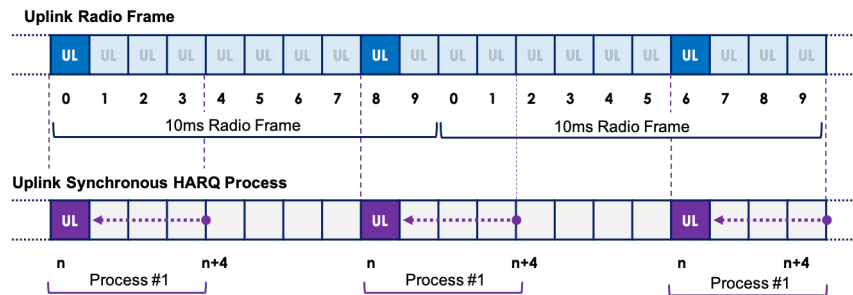 Uplink Radio Frame
UL UL UL UL UL UL UL UL UL UL UL UL UL UL UL UL UL UL UL UL
0 1 2 3 4 5 6 7 8 9 0 1 2 3 4 5 6 7 8 9
10ms Radio Frame 10ms Radio Frame
Uplink Synchronous HARQ Process
UL UL UL
n n+4 n n+4 n n+4
Process #1 Process #1 Process #1